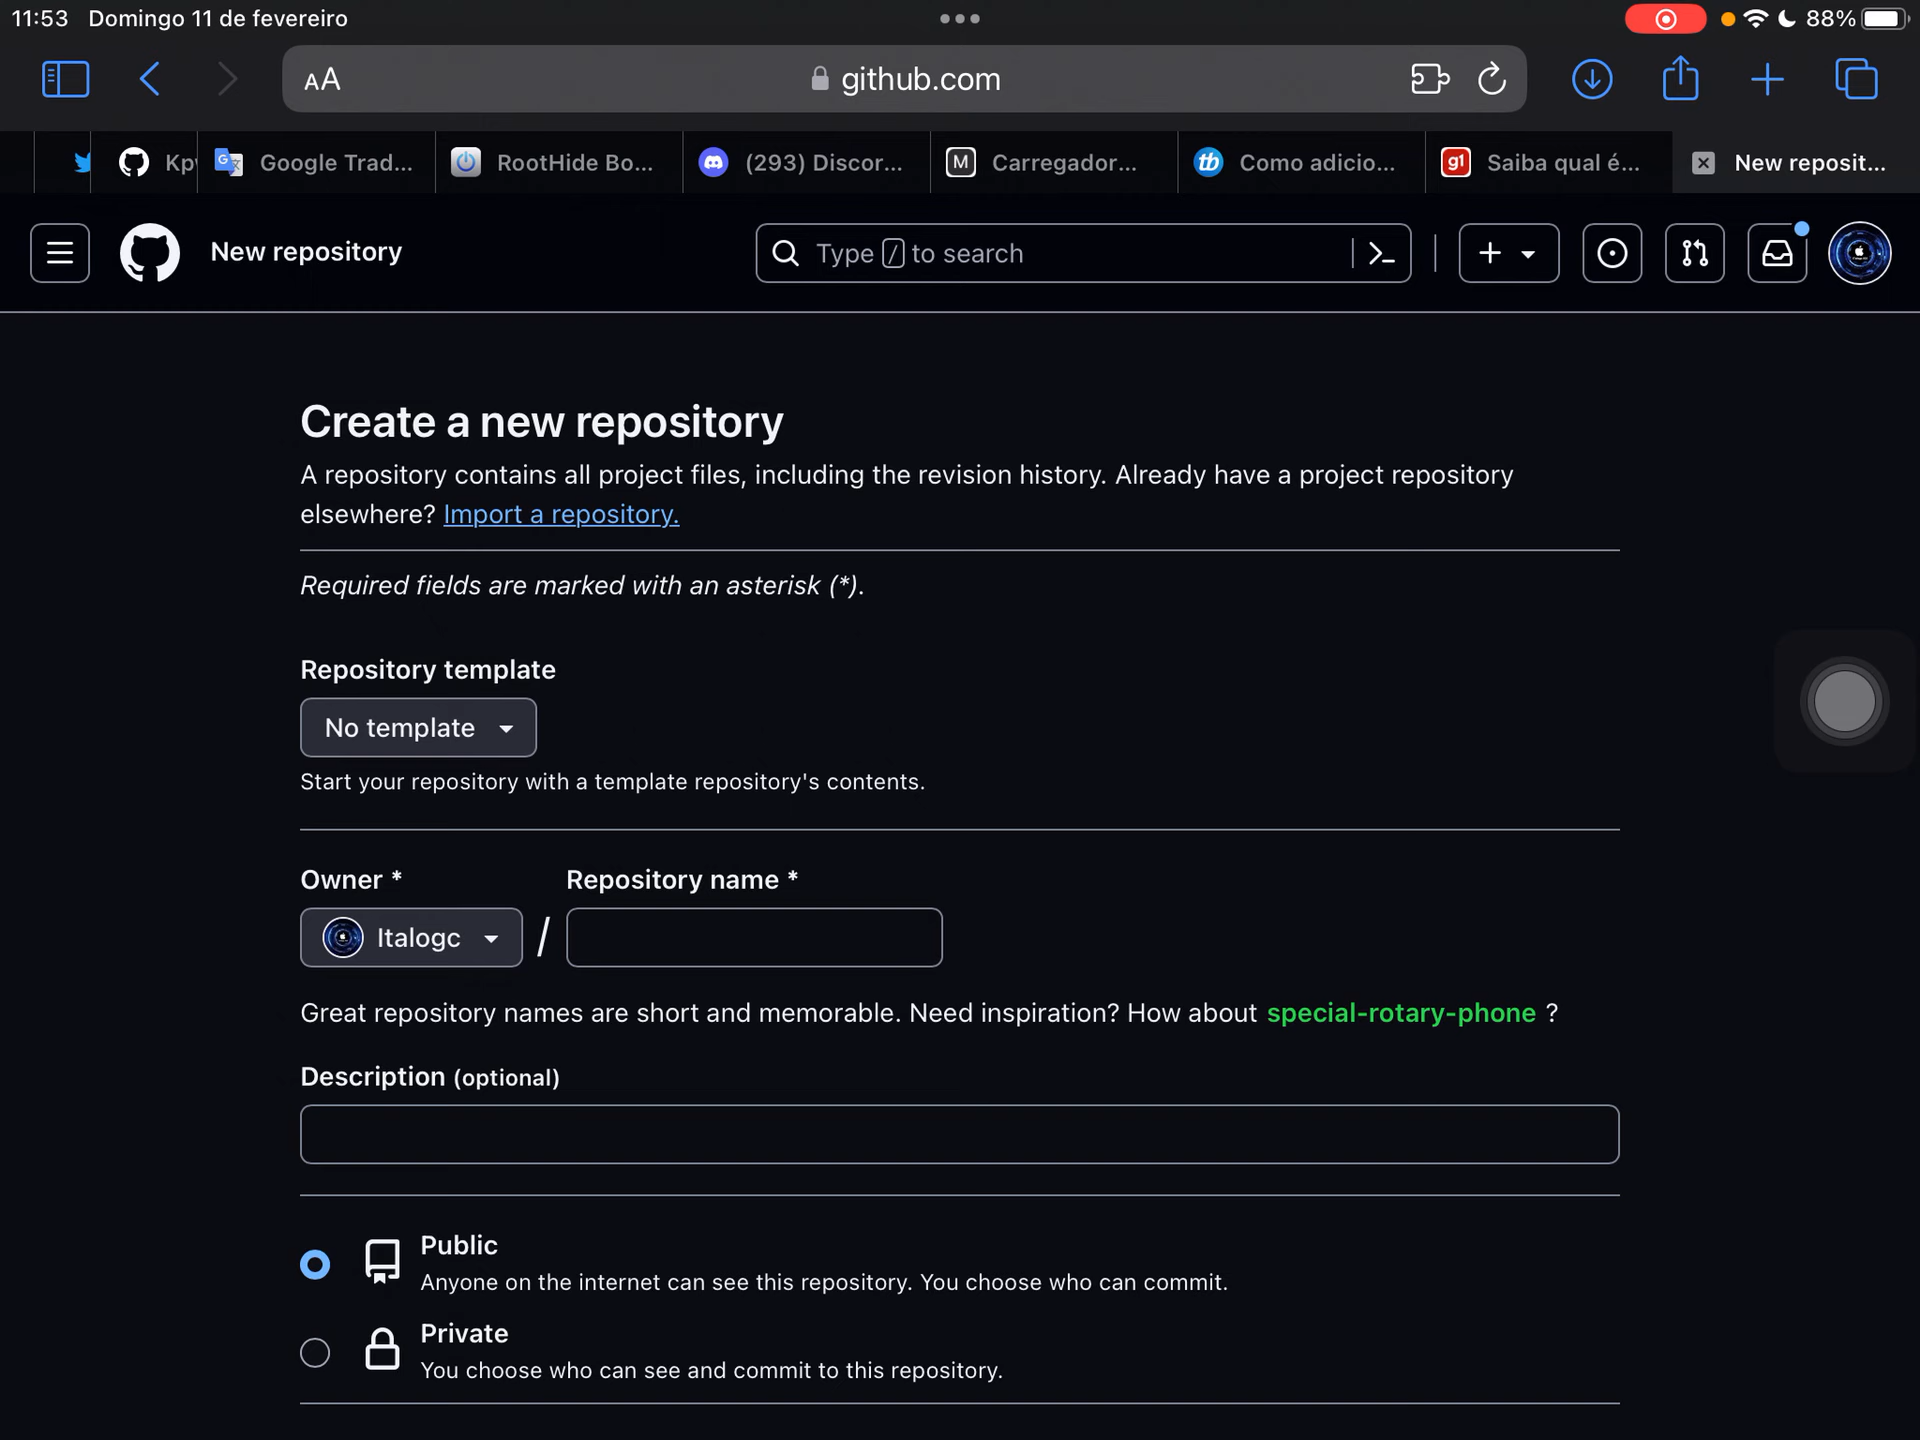 11:53 Domingo 11 de fevereiro
88%
AA
github.com
Kpw
Google Trad...
RootHide Bo...
(293) Discor...
M
Carregador...
tb
Como adicio...
g1
Saiba qual é...
New reposit...
New repository
Type / to search
Create a new repository
A repository contains all project files, including the revision history. Already have a project repository
elsewhere? Import a repository.
Required fields are marked with an asterisk (*).
Repository template
No template
Start your repository with a template repository's contents.
Owner *
Repository name *
Italogc
/
Great repository names are short and memorable. Need inspiration? How about special-rotary-phone ?
Description (optional)
Public
Anyone on the internet can see this repository. You choose who can commit.
Private
You choose who can see and commit to this repository.